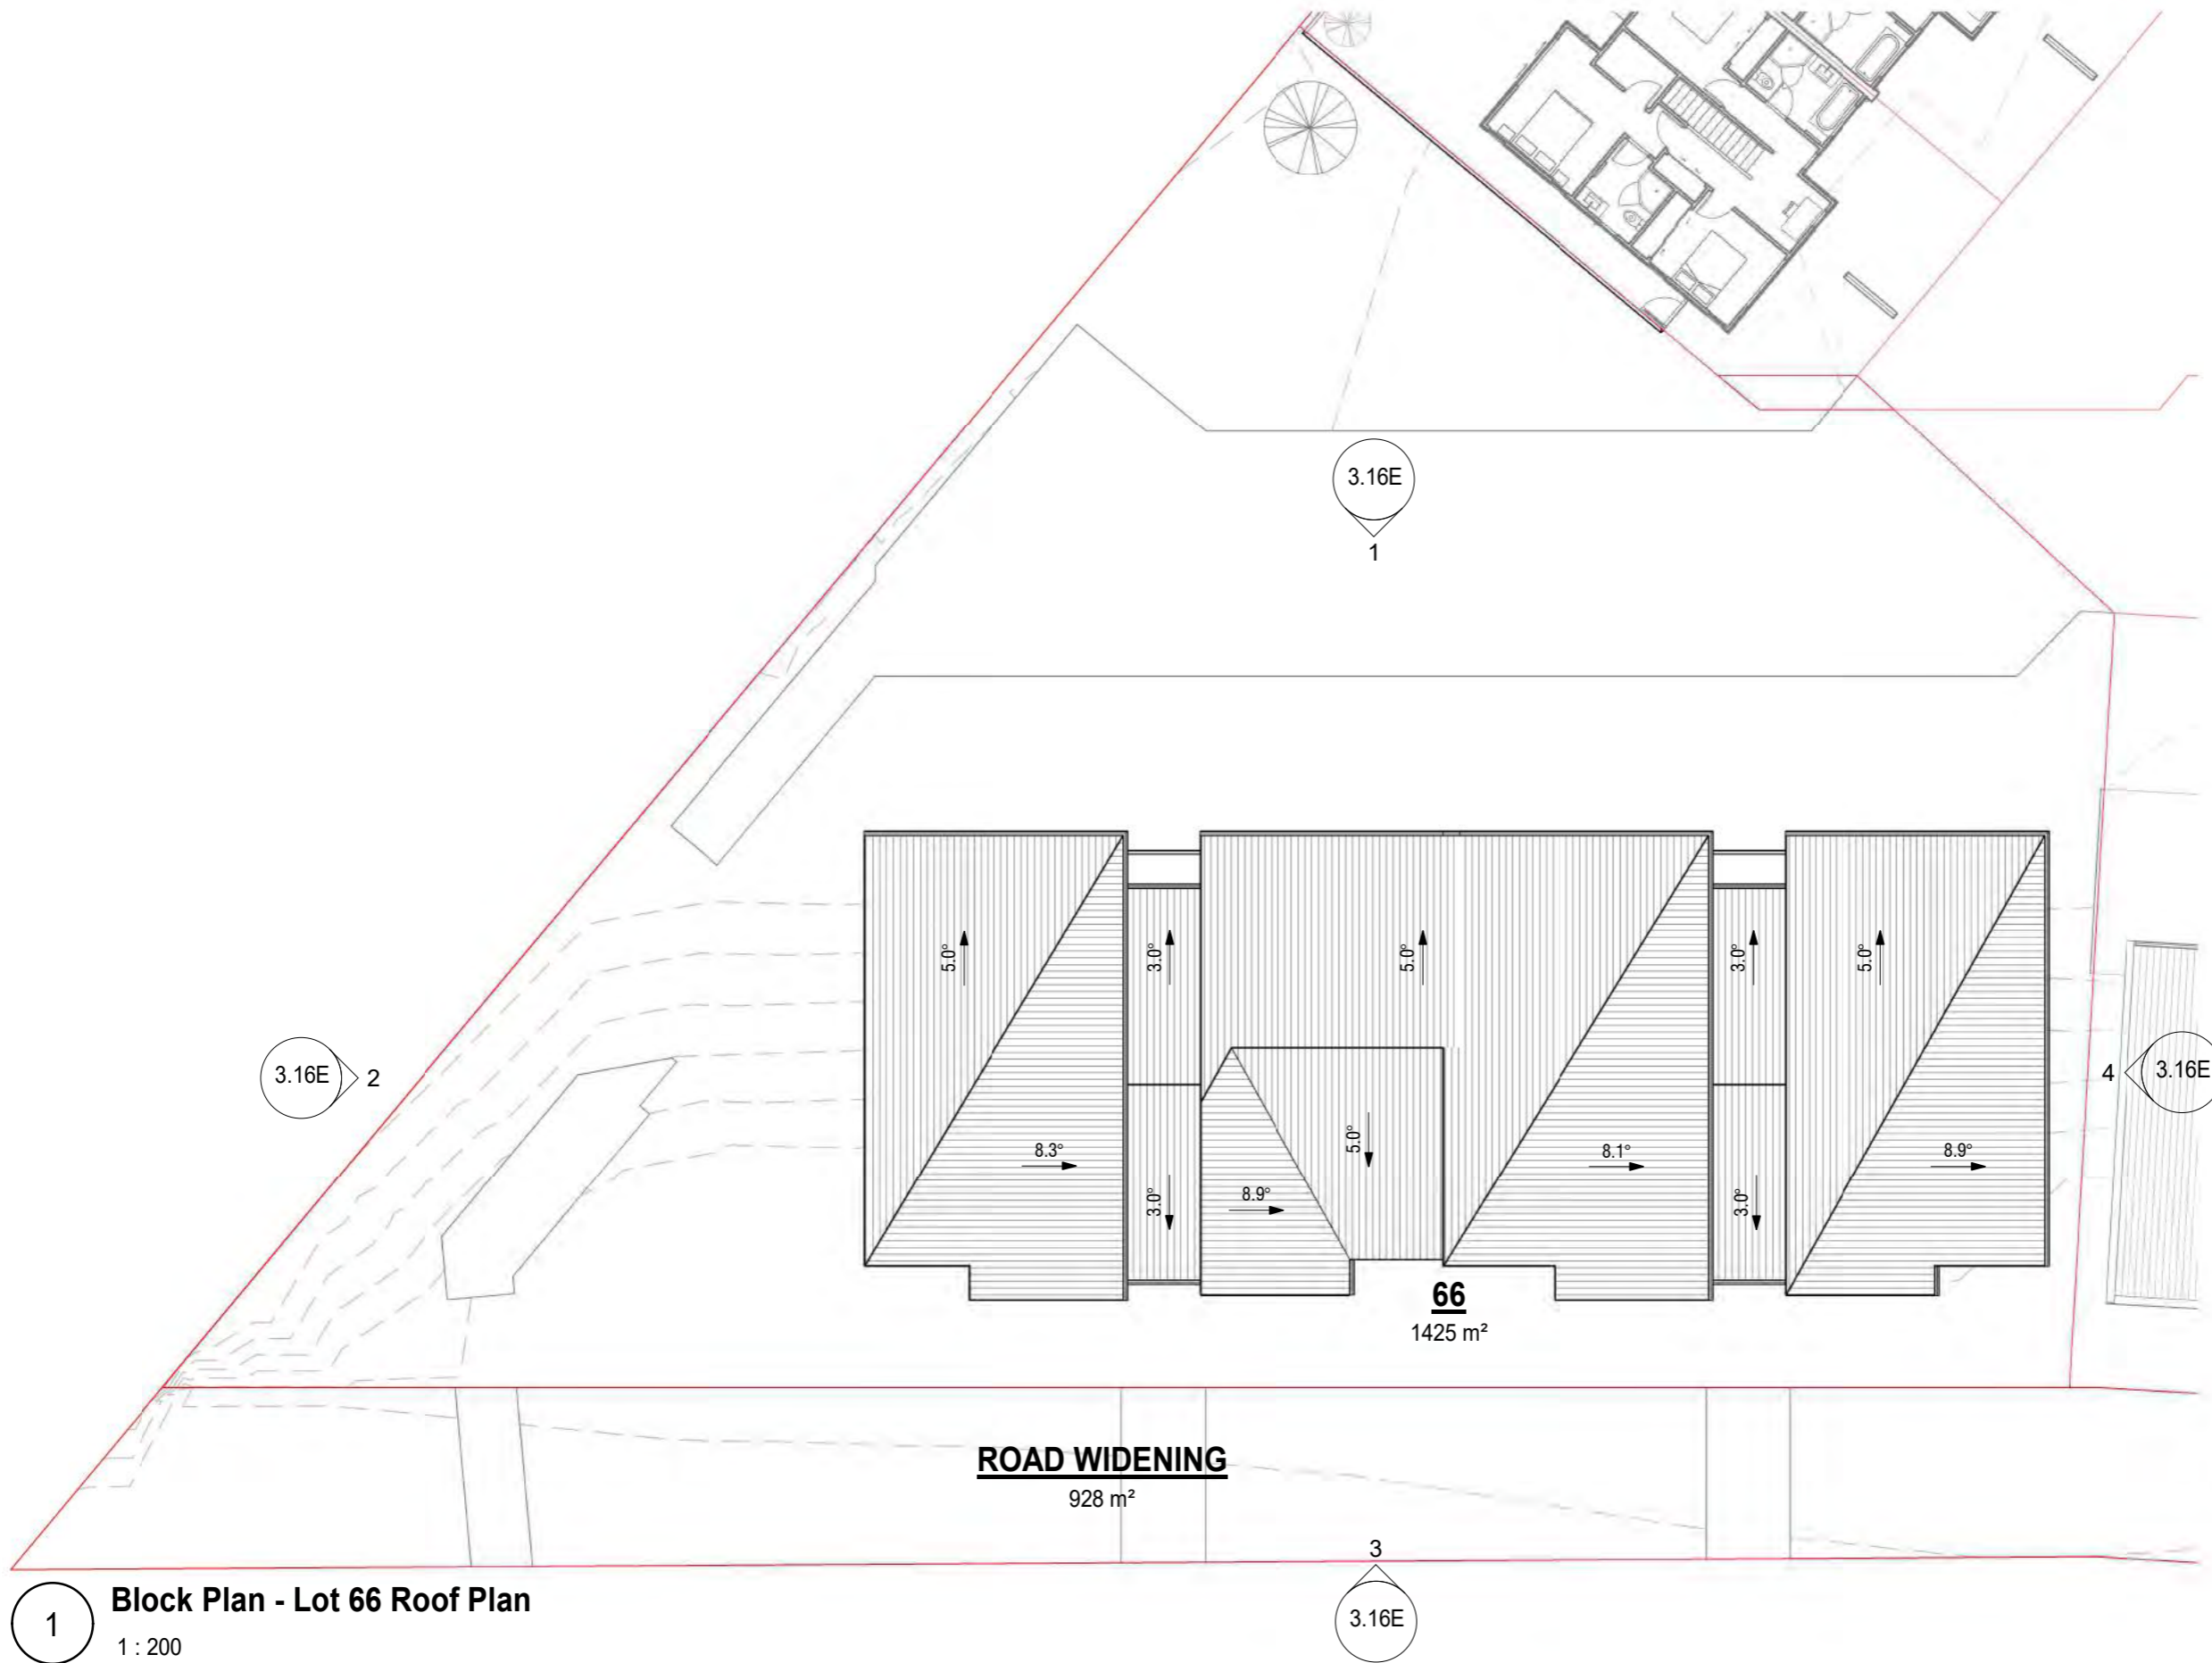 3.16E
1
5.0°
3.0°
5.0°
3.0°
5.0°
3.16E
2
4
3.16E
8.3°
5.0°
8.1°
8.9°
3.0°
8.9°
3.0°
66
1425 m²
ROAD WIDENING
928 m²
3
3.16E
1
Block Plan - Lot 66 Roof Plan
1 : 200